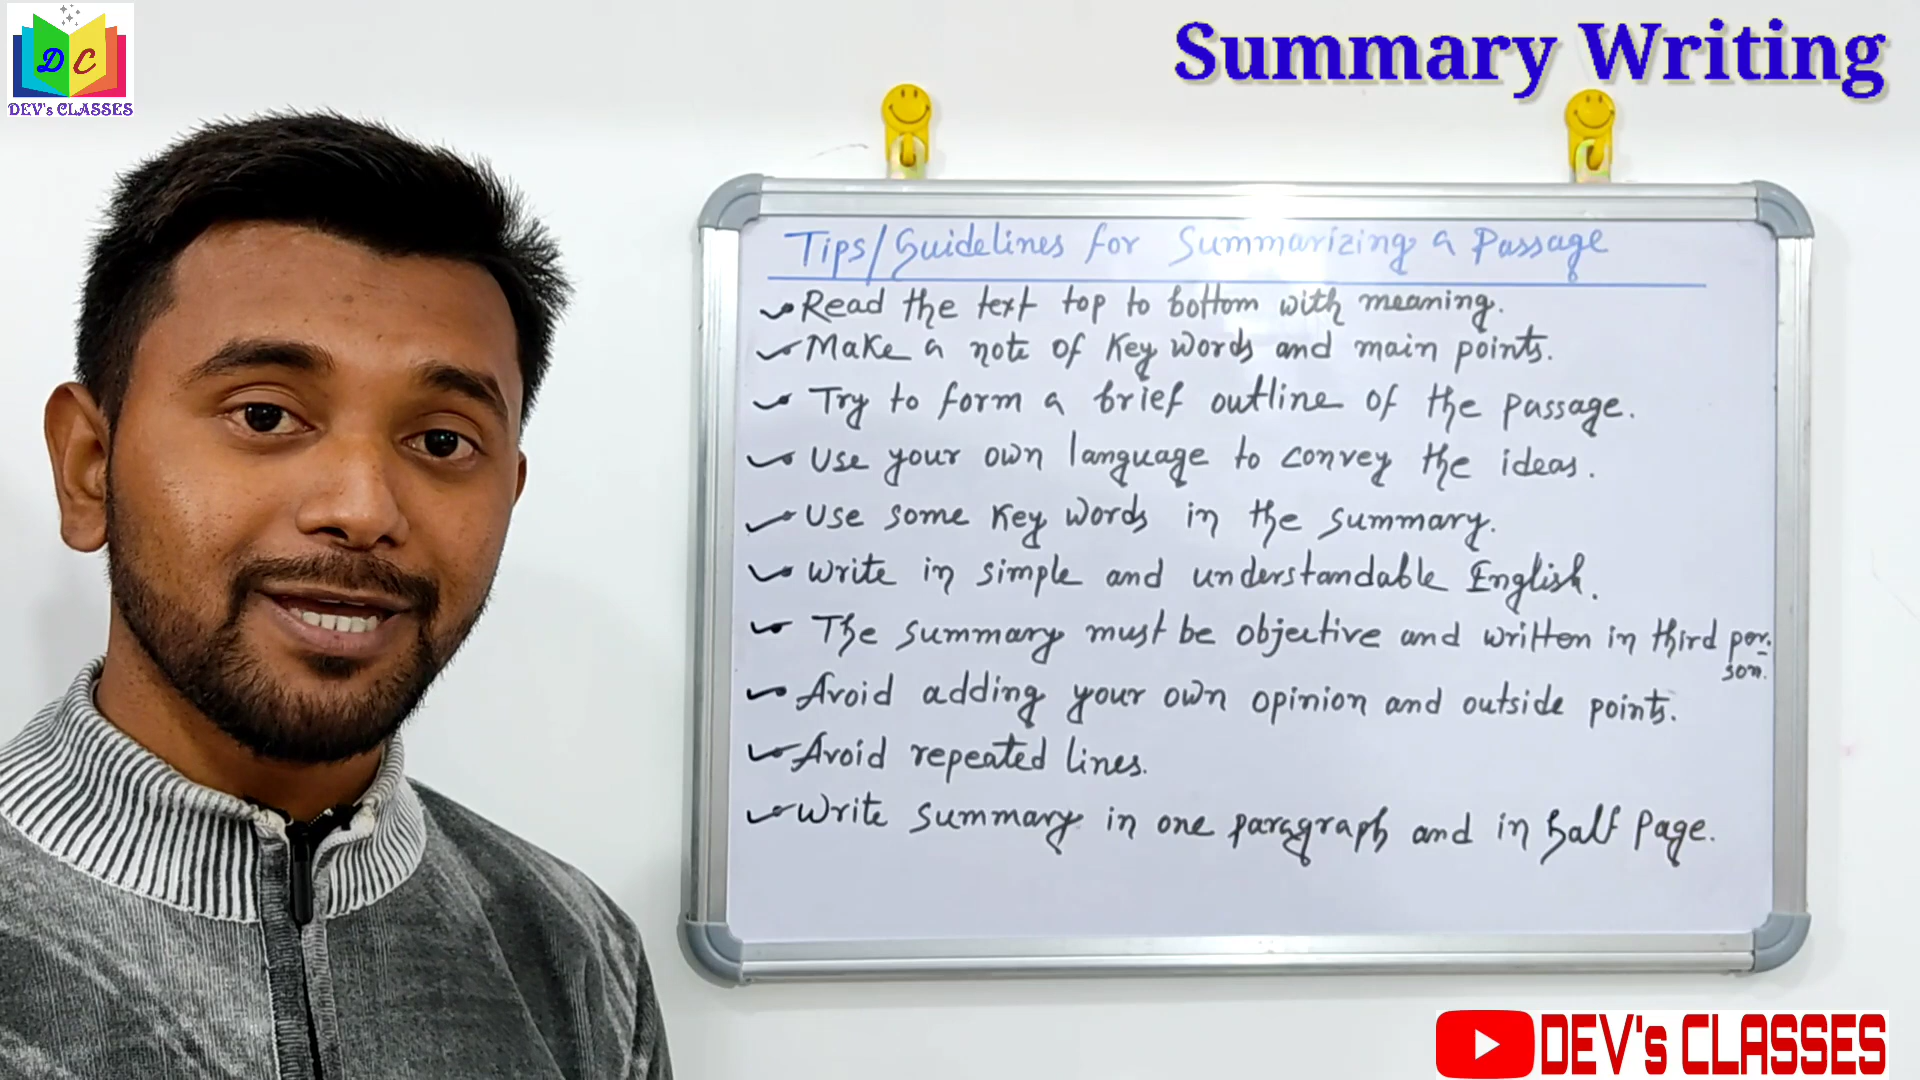 DC
DEV's CLASSES
Summary Writing
Tips/Guidelines for Summarizing a Passage
Read the text top to bottom with meaning.
Make a note of Key Words and main points.
Try to form a brief outline of the passage.
Use your own language to convey the ideas.
Use some Key Words in the summary.
Write in simple and understandable English.
The summary must be objective and written in third per-
son.
Avoid adding your own opinion and outside points.
Avoid repeated lines.
Write summary in one paragraph and in half Page.
DEV's CLASSES